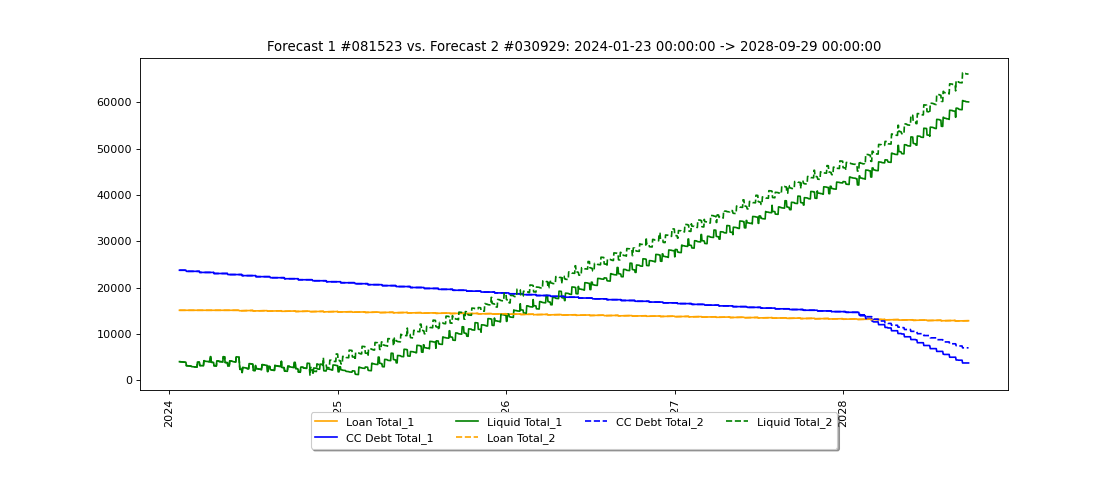 Forecast 1 #081523 vs. Forecast 2 #030929: 2024-01-23 00:00:00 -> 2028-09-29 00:00:00
60000
50000
40000
30000
20000
10000
0
2024
25
26
27
2028
Loan Total_1
Liquid Total_1
CC Debt Total_2
Liquid Total_2
CC Debt Total_1
Loan Total_2